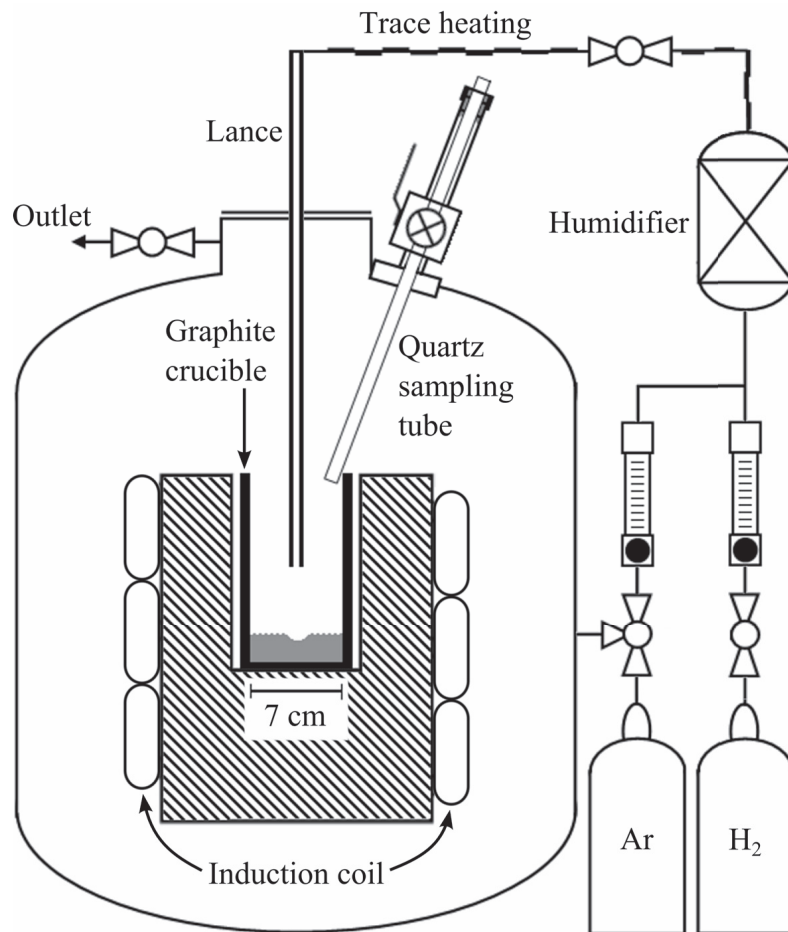 Trace heating
Lance
Outlet
Humidifier
Graphite
crucible
Quartz
sampling
tube
7 cm
Ar
H₂
Induction coil